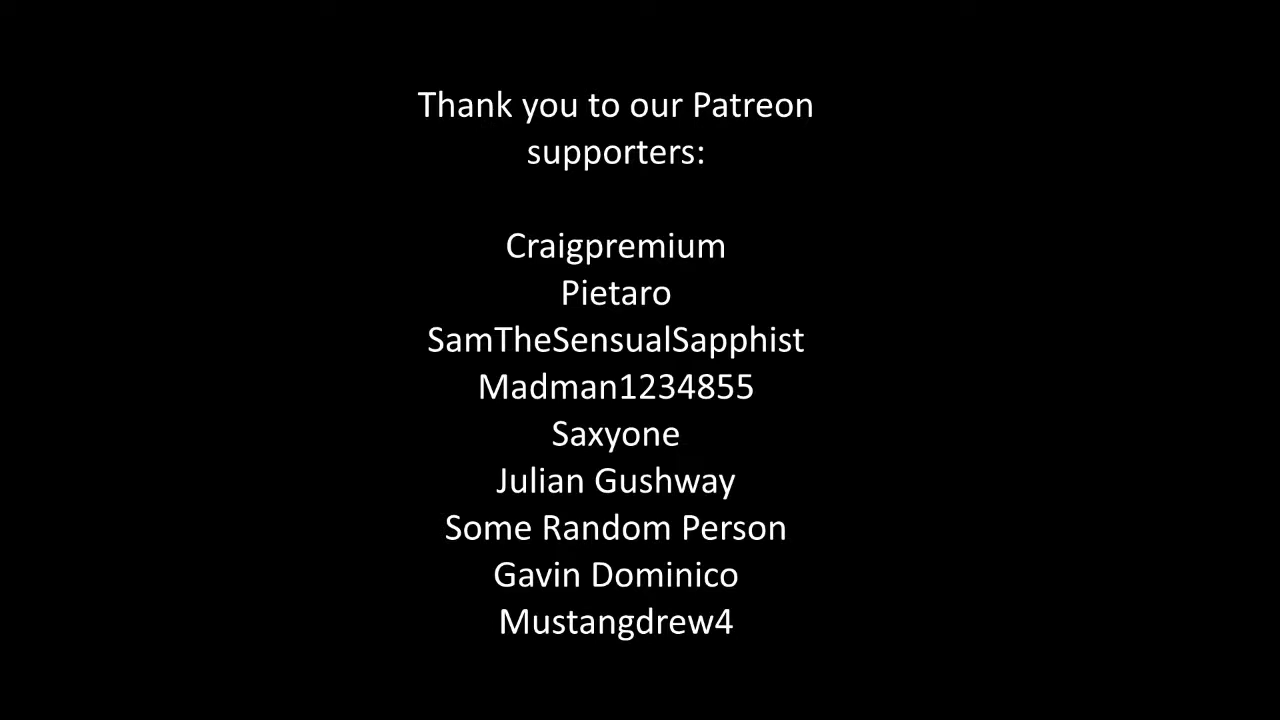 Thank you to our Patreon
supporters:
Craigpremium
Pietaro
SamTheSensualSapphist
Madman1234855
Saxyone
Julian Gushway
Some Random Person
Gavin Dominico
Mustangdrew4